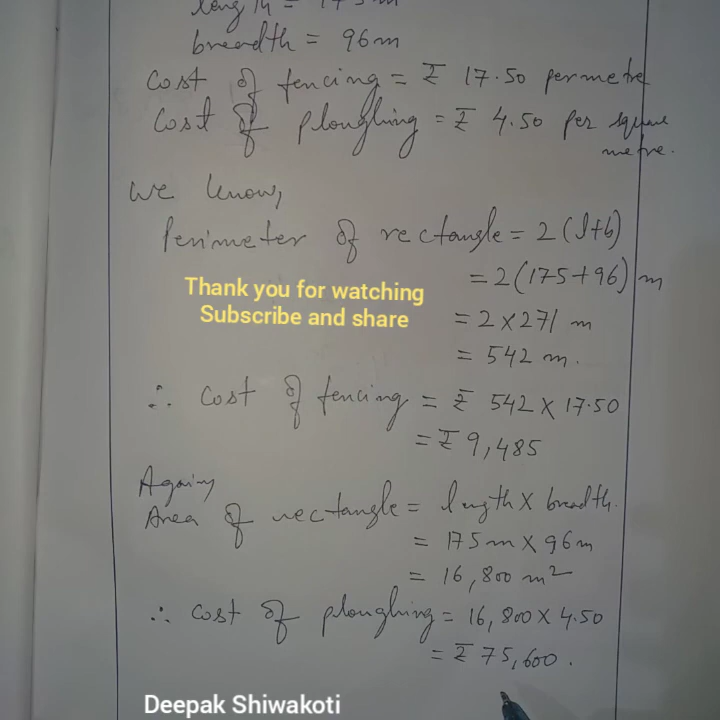 length = 175m
breadth = 96m
Cost of fencing = ₹ 17.50 per metre
Cost of ploughing = ₹ 4.50 per square
metre.
We know,
Perimeter of rectangle = 2(l+b)
= 2(175+96) m
Thank you for watching
Subscribe and share
= 2 × 271 m
= 542 m.
∴ Cost of fencing = ₹ 542 × 17.50
= ₹ 9,485
Again,
Area of rectangle = length × breadth.
= 175m × 96m
= 16,800 m²
∴ Cost of ploughing = 16,800 × 4.50
= ₹ 75,600.
Deepak Shiwakoti